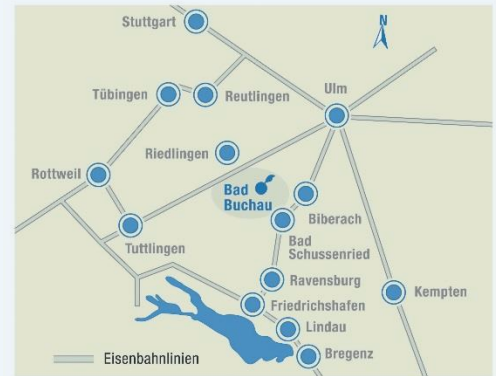 Stuttgart
N
Ulm
Tübingen
Reutlingen
Riedlingen
Rottweil
Bad
Buchau
Biberach
Tuttlingen
Bad
Schussenried
Ravensburg
Kempten
Friedrichshafen
Lindau
Bregenz
Eisenbahnlinien